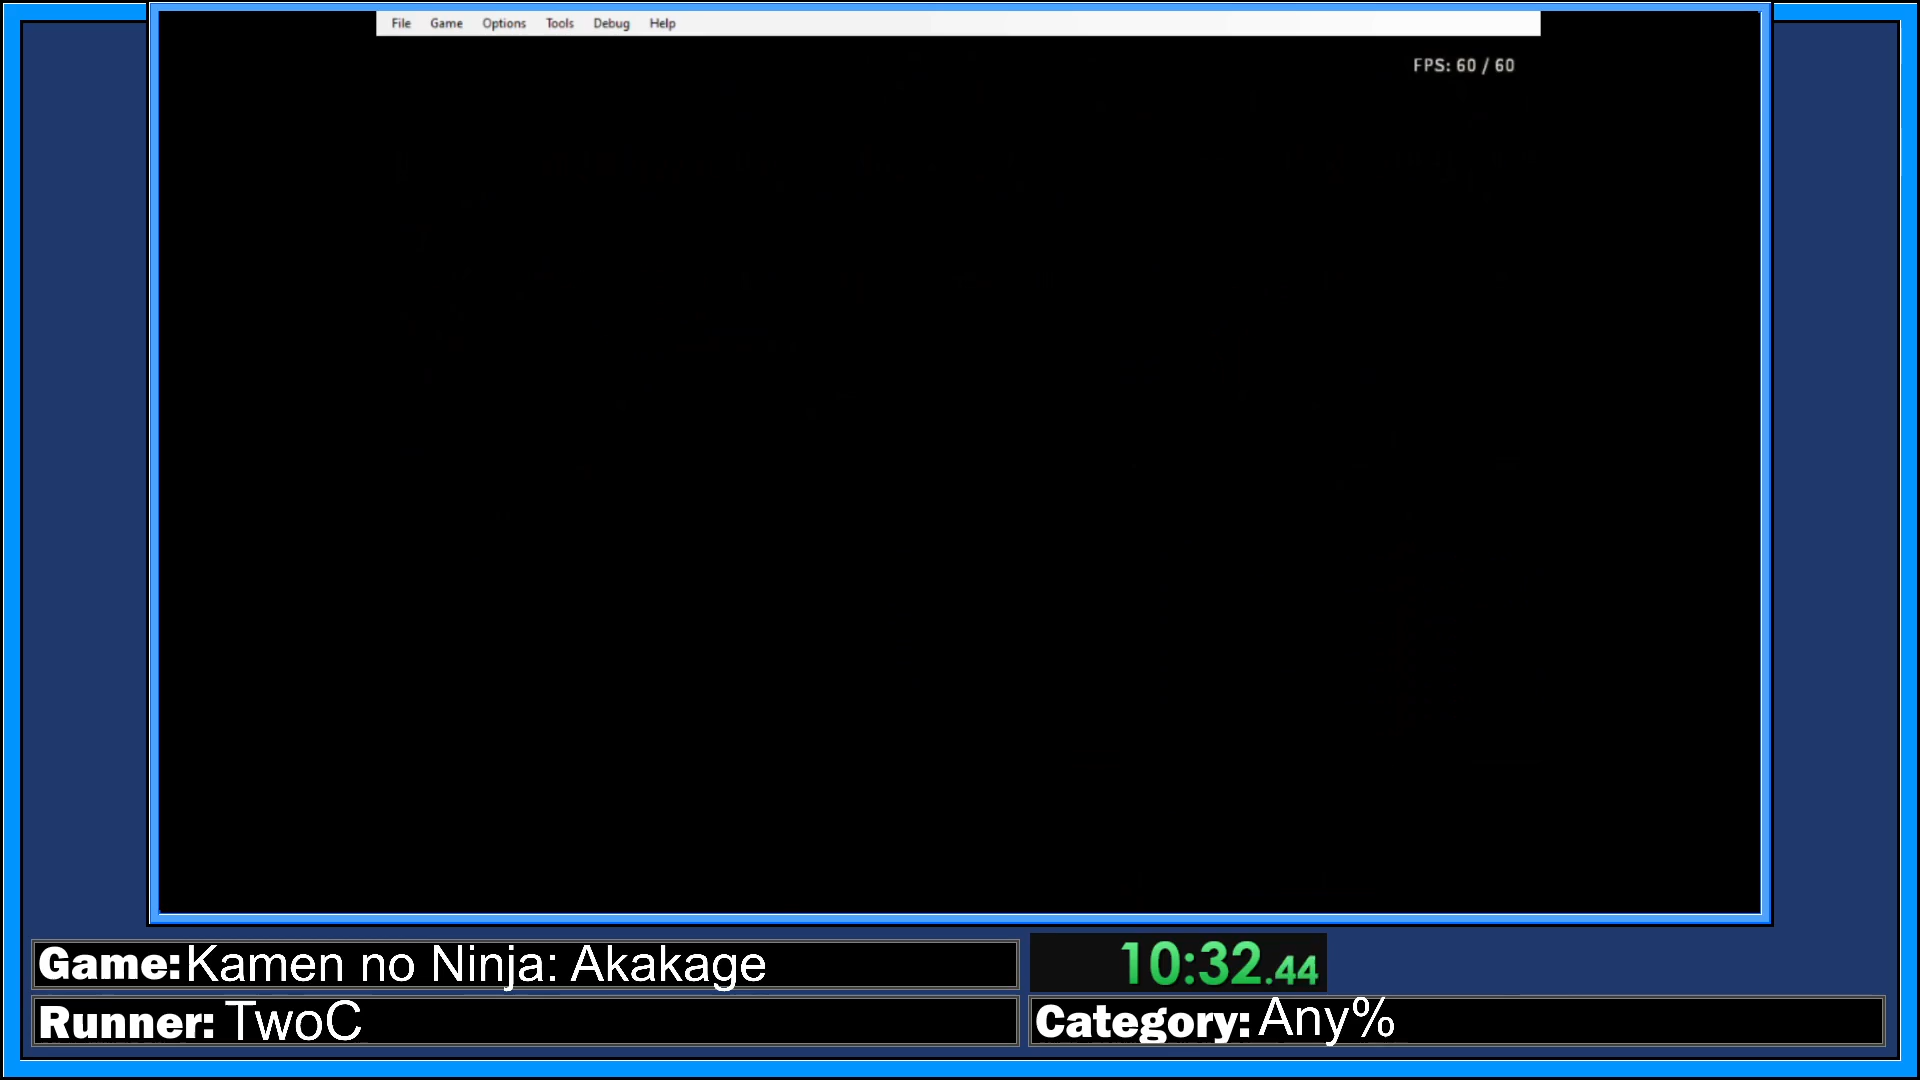 File Game Options Tools Debug Help
FPS: 60 / 60
Game: Kamen no Ninja: Akakage
10:32.44
Runner: TwoC
Category: Any%